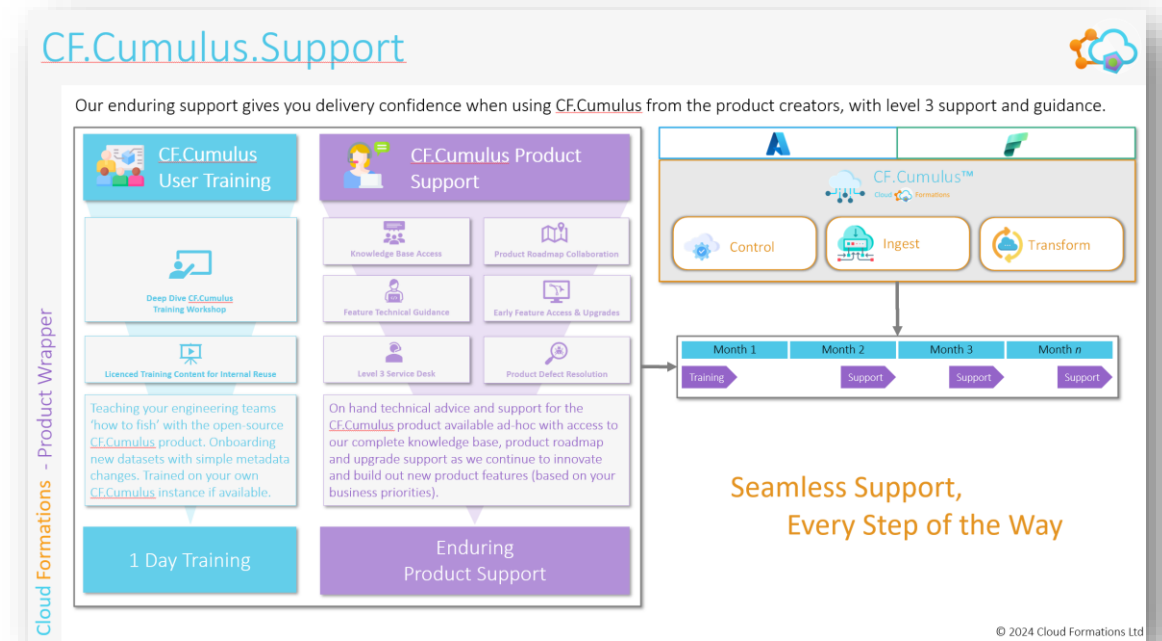 CF.Cumulus.Support
Our enduring support gives you delivery confidence when using CF.Cumulus from the product creators, with level 3 support and guidance.
CF.Cumulus
User Training
Deep Dive CF.Cumulus
Training Workshop
Licenced Training Content for Internal Reuse
Teaching your engineering teams
‘how to fish’ with the open-source
CF.Cumulus product. Onboarding
new datasets with simple metadata
changes. Trained on your own
CF.Cumulus instance if available.
1 Day Training
CF.Cumulus Product
Support
Knowledge Base Access
Product Roadmap Collaboration
Feature Technical Guidance
Early Feature Access & Upgrades
Level 3 Service Desk
Product Defect Resolution
On hand technical advice and support for the
CF.Cumulus product available ad-hoc with access to
our complete knowledge base, product roadmap
and upgrade support as we continue to innovate
and build out new product features (based on your
business priorities).
Enduring
Product Support
CF.Cumulus™
Cloud Formations
Control
Ingest
Transform
Month 1
Month 2
Month 3
Month n
Training
Support
Support
Support
Seamless Support,
Every Step of the Way
Cloud Formations - Product Wrapper
© 2024 Cloud Formations Ltd